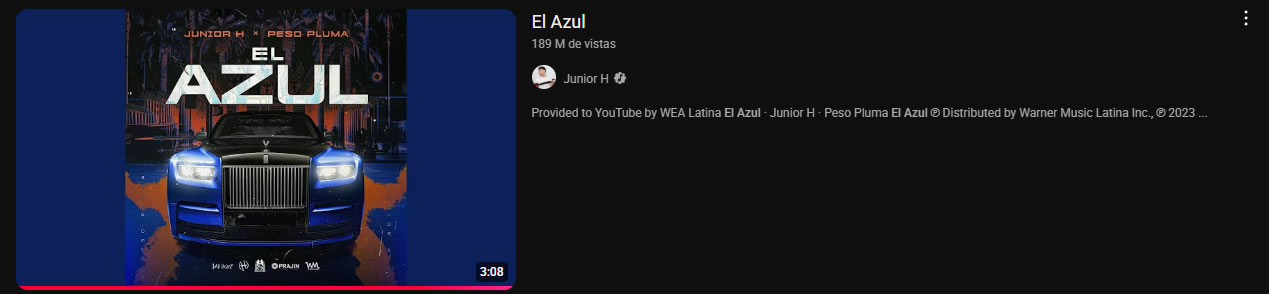 JUNIOR H × PESO PLUMA
EL
AZUL
PRAJIN
WM
3:08
El Azul
189 M de vistas
Junior H
Provided to YouTube by WEA Latina El Azul · Junior H · Peso Pluma El Azul ℗ Distributed by Warner Music Latina Inc., ℗ 2023 ...